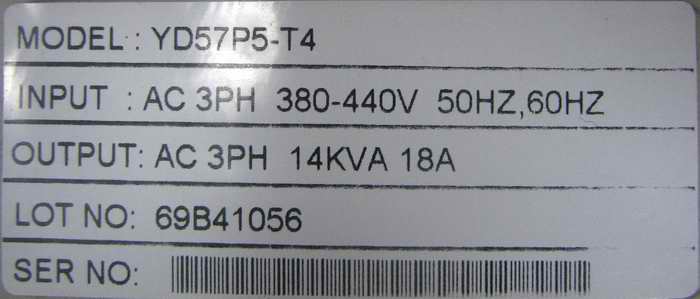 MODEL : YD57P5-T4
INPUT : AC 3PH 380-440V 50HZ,60HZ
OUTPUT: AC 3PH 14KVA 18A
LOT NO: 69B41056
SER NO: